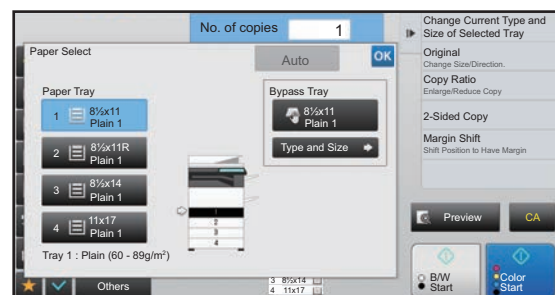 No. of copies 1
Paper Select
Auto
OK
Paper Tray
1 8½x11
Plain 1
2 8½x11R
Plain 1
3 8½x14
Plain 1
4 11x17
Plain 1
Tray 1 : Plain (60 - 89g/m²)
Bypass Tray
8½x11
Plain 1
Type and Size
1
2
3
4
Others
3 8½x14
4 11x17
Change Current Type and
Size of Selected Tray
Original
Change Size/Direction.
Copy Ratio
Enlarge/Reduce Copy
2-Sided Copy
Margin Shift
Shift Position to Have Margin
Preview
CA
B/W
Start
Color
Start